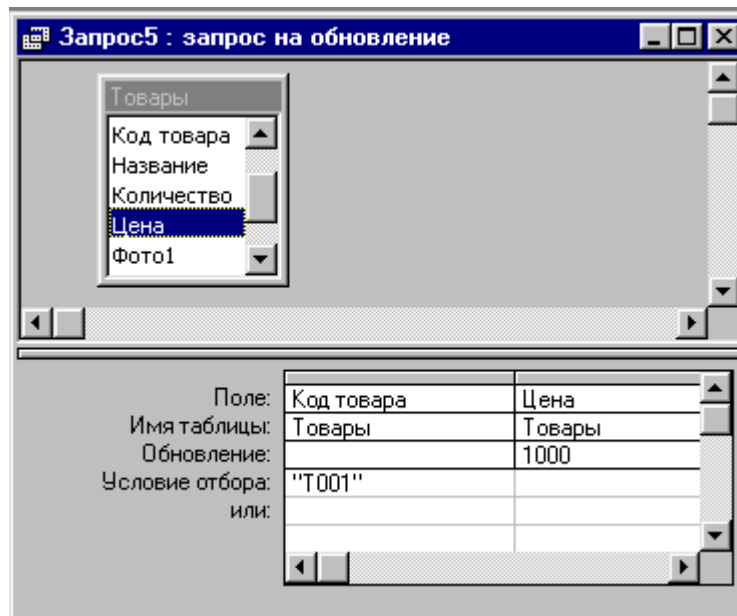 Запрос5 : запрос на обновление
Товары
Код товара
Название
Количество
Цена
Фото1
Поле: Код товара Цена
Имя таблицы: Товары Товары
Обновление: 1000
Условие отбора: "Т001"
или: